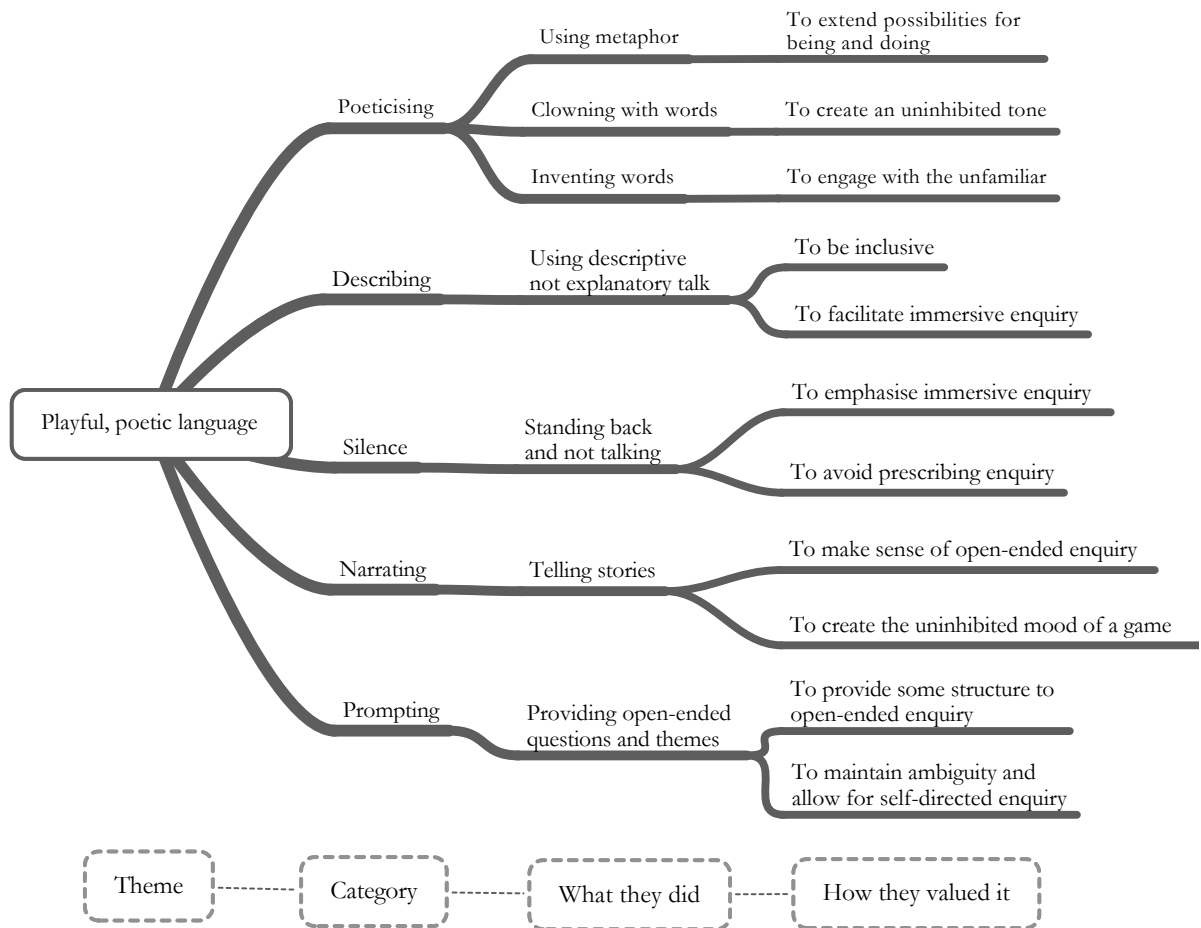 Playful, poetic language
Poeticising
Using metaphor
To extend possibilities for
being and doing
Clowning with words
To create an uninhibited tone
Inventing words
To engage with the unfamiliar
Describing
Using descriptive
not explanatory talk
To be inclusive
To facilitate immersive enquiry
Silence
Standing back
and not talking
To emphasise immersive enquiry
To avoid prescribing enquiry
Narrating
Telling stories
To make sense of open-ended enquiry
To create the uninhibited mood of a game
Prompting
Providing open-ended
questions and themes
To provide some structure to
open-ended enquiry
To maintain ambiguity and
allow for self-directed enquiry
Theme
Category
What they did
How they valued it